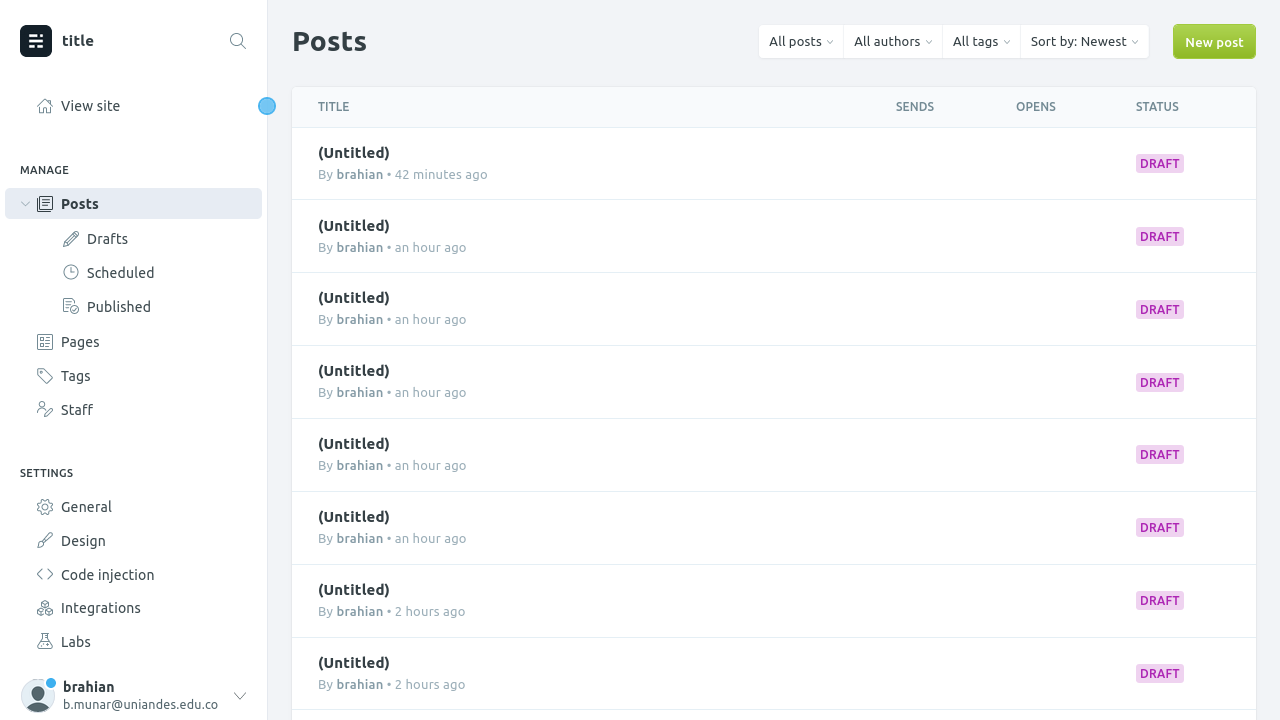 title
View site
MANAGE
Posts
Drafts
Scheduled
Published
Pages
Tags
Staff
SETTINGS
General
Design
Code injection
Integrations
Labs
brahian
b.munar@uniandes.edu.co
Posts
All posts
All authors
All tags
Sort by: Newest
New post
TITLE SENDS OPENS STATUS
(Untitled)
By brahian • 42 minutes ago
DRAFT
(Untitled)
By brahian • an hour ago
DRAFT
(Untitled)
By brahian • an hour ago
DRAFT
(Untitled)
By brahian • an hour ago
DRAFT
(Untitled)
By brahian • an hour ago
DRAFT
(Untitled)
By brahian • an hour ago
DRAFT
(Untitled)
By brahian • 2 hours ago
DRAFT
(Untitled)
By brahian • 2 hours ago
DRAFT